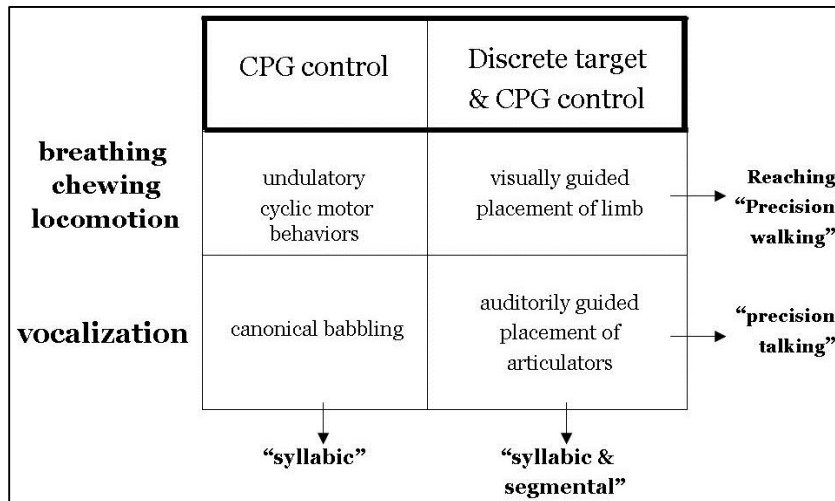 CPG control
Discrete target
& CPG control
breathing
chewing
locomotion
undulatory
cyclic motor
behaviors
visually guided
placement of limb
Reaching
“Precision
walking”
vocalization
canonical babbling
auditorily guided
placement of
articulators
“precision
talking”
“syllabic”
“syllabic &
segmental”